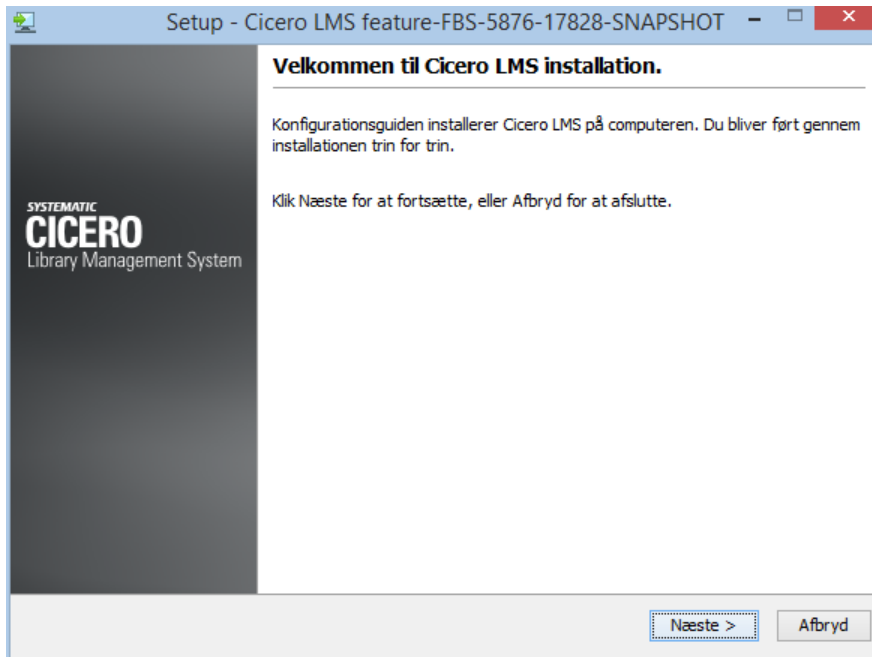 Setup - Cicero LMS feature-FBS-5876-17828-SNAPSHOT
Velkommen til Cicero LMS installation.
Konfigurationsguiden installerer Cicero LMS på computeren. Du bliver ført gennem
installationen trin for trin.
Klik Næste for at fortsætte, eller Afbryd for at afslutte.
SYSTEMATIC
CICERO
Library Management System
Næste >
Afbryd